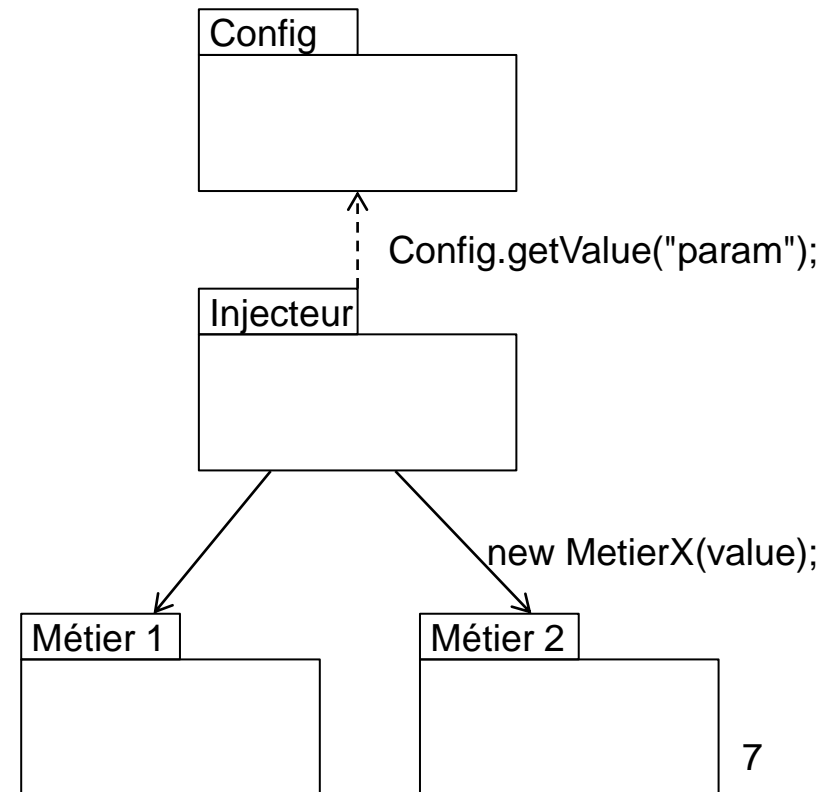 Config
Config.getValue("param");
Injecteur
new MetierX(value);
Métier 1
Métier 2
7